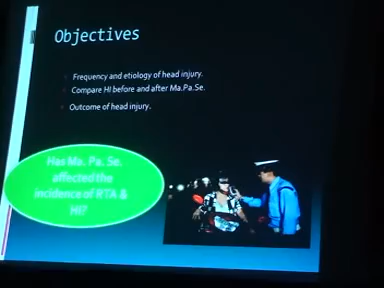 Objectives
Frequency and etiology of head injury.
Compare HI before and after Ma.Pa.Se.
Outcome of head injury.
Has Ma. Pa. Se.
affected the
incidence of RTA &
HI?